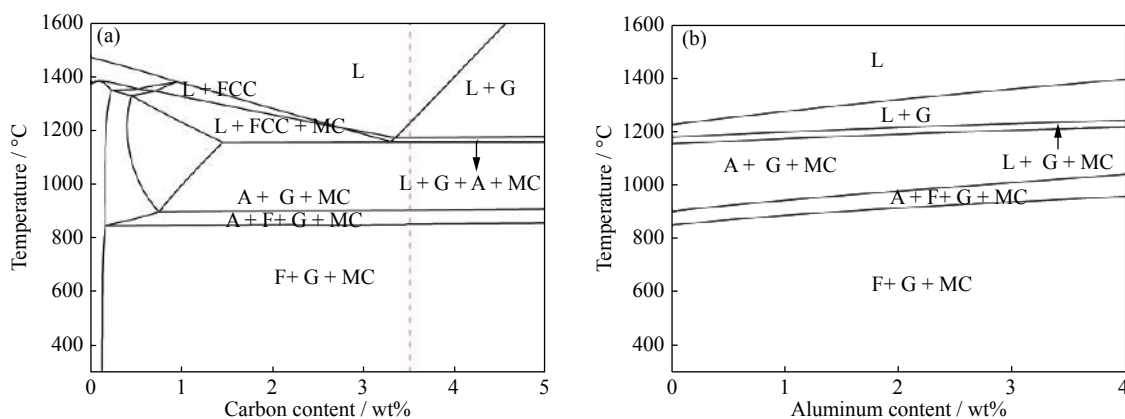 (a)
1600
1400
1200
1000
800
600
400
Temperature / °C
L
L + FCC
L + G
L + FCC + MC
L + G + A + MC
A + G + MC
A + F+ G + MC
F+ G + MC
0
1
2
3
4
5
Carbon content / wt%
(b)
1600
1400
1200
1000
800
600
400
Temperature / °C
L
L + G
A + G + MC
L + G + MC
A + F+ G + MC
F+ G + MC
0
1
2
3
4
Aluminum content / wt%